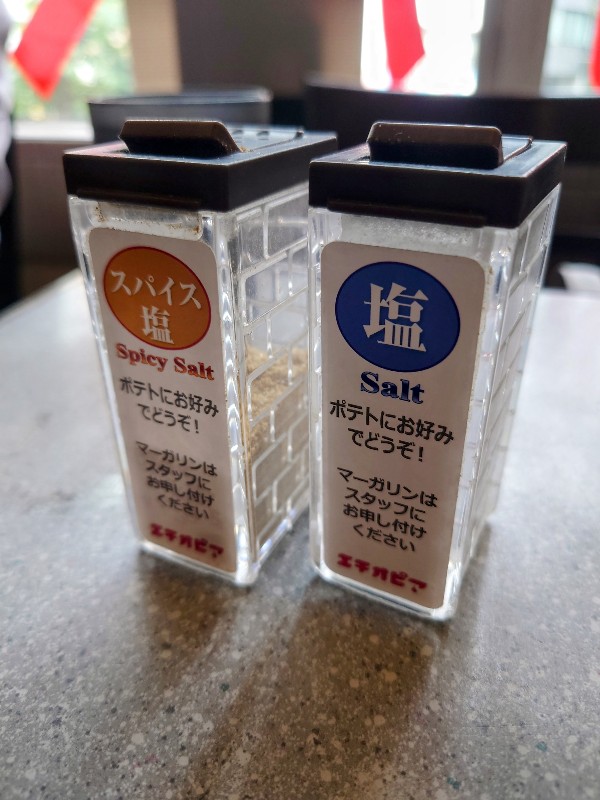 スパイス
塩
Spicy Salt
ポテトにお好み
でどうぞ!
マーガリンは
スタッフに
お申し付け
ください
エチオピア
塩
Salt
ポテトにお好み
でどうぞ!
マーガリンは
スタッフに
お申し付け
ください
エチオピア